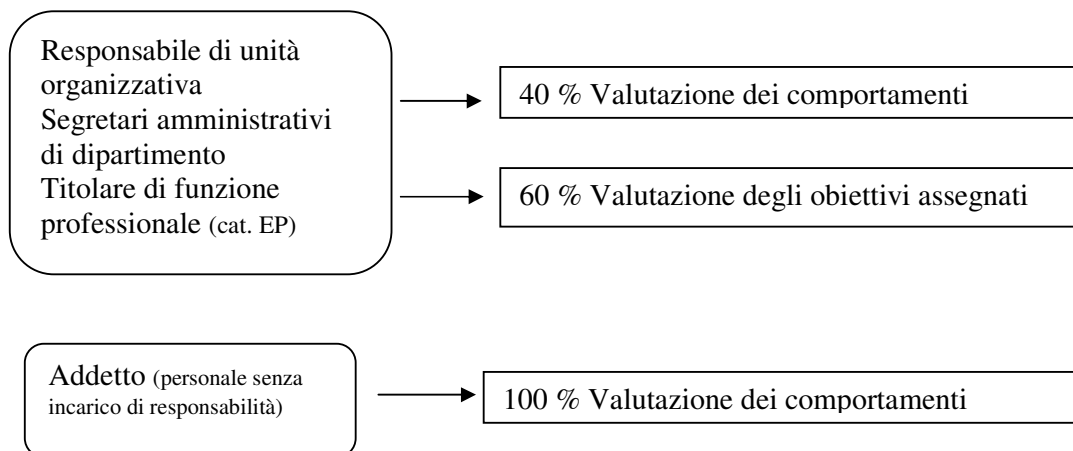 Responsabile di unità
organizzativa
Segretari amministrativi
di dipartimento
Titolare di funzione
professionale (cat. EP)
40 % Valutazione dei comportamenti
60 % Valutazione degli obiettivi assegnati
Addetto (personale senza
incarico di responsabilità)
100 % Valutazione dei comportamenti